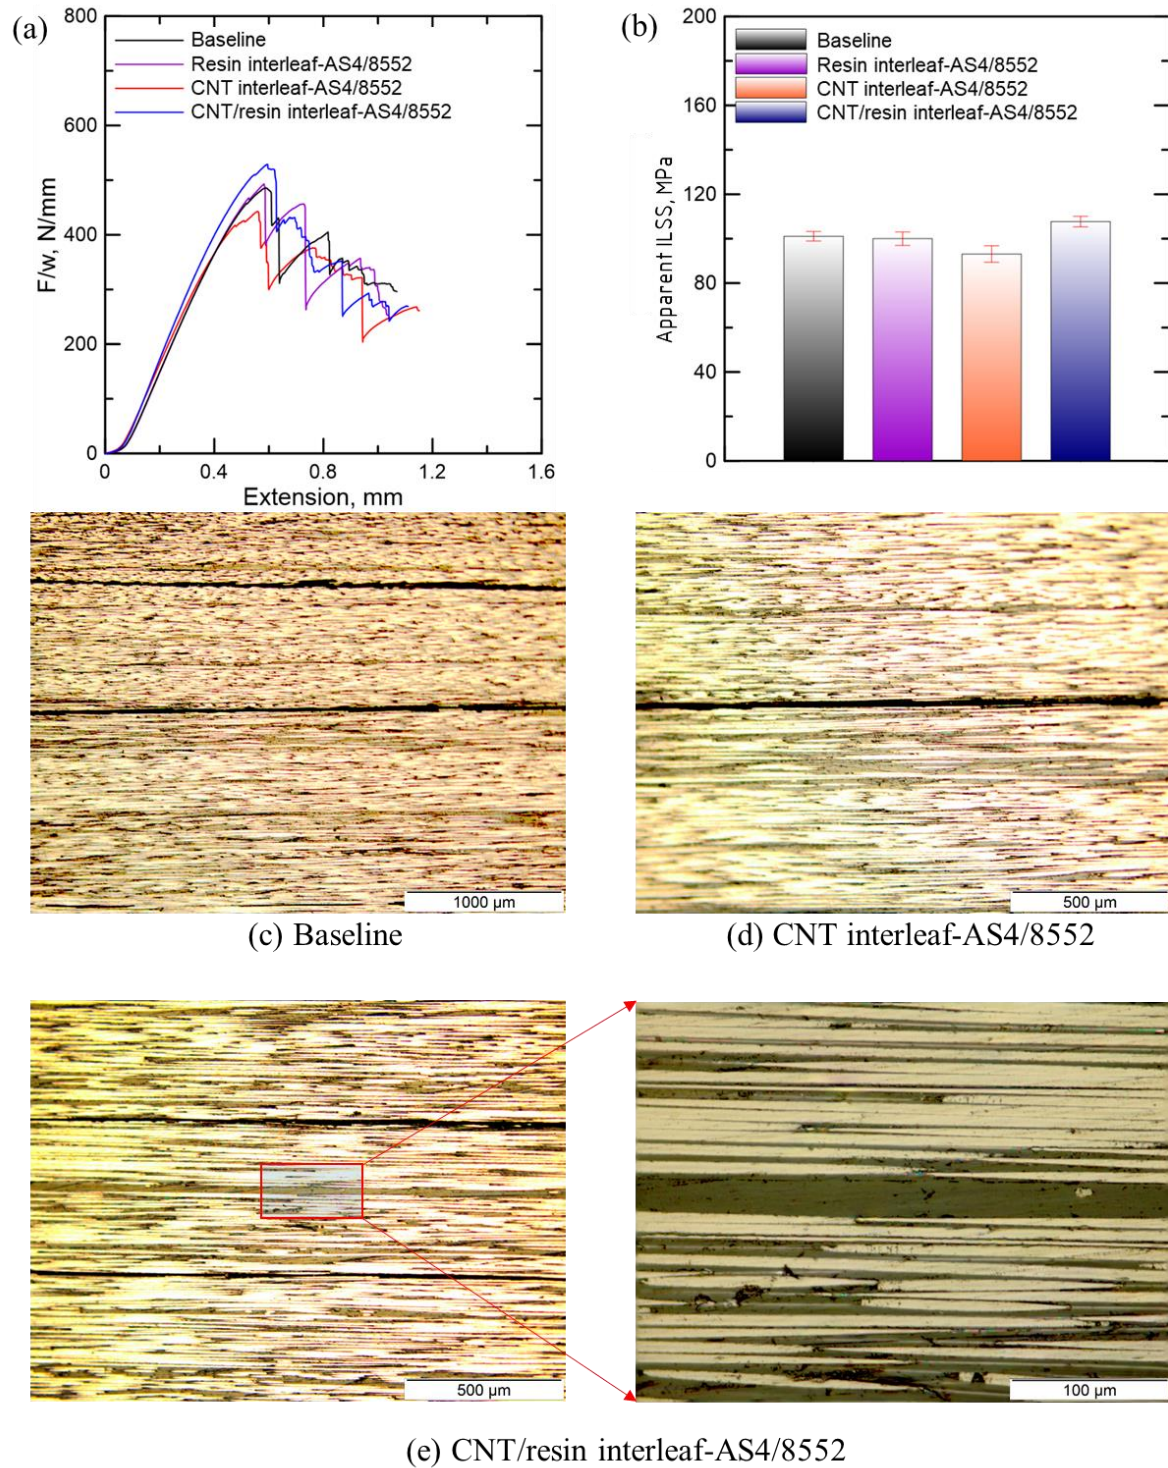 (a)
800
600
400
200
0
F/w, N/mm
Baseline
Resin interleaf-AS4/8552
CNT interleaf-AS4/8552
CNT/resin interleaf-AS4/8552
0
0.4
0.8
1.2
1.6
Extension, mm
(b)
200
160
120
80
40
0
Apparent ILSS, MPa
Baseline
Resin interleaf-AS4/8552
CNT interleaf-AS4/8552
CNT/resin interleaf-AS4/8552
1000 µm
500 µm
(c) Baseline
(d) CNT interleaf-AS4/8552
500 µm
100 µm
(e) CNT/resin interleaf-AS4/8552